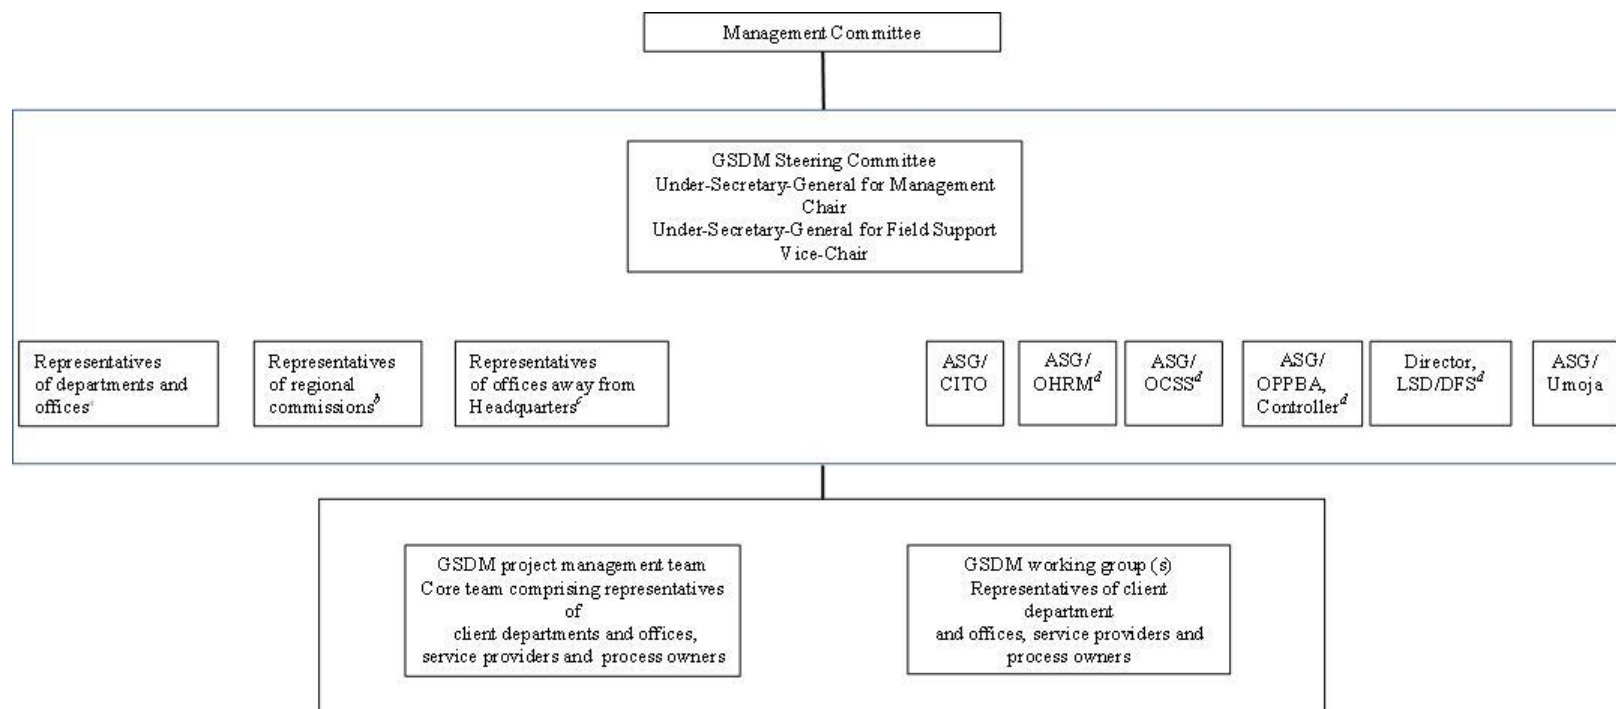 Management Committee
GSDM Steering Committee
Under-Secretary-General for Management
Chair
Under-Secretary-General for Field Support
Vice-Chair
Representatives
of departments and
offices
Representatives
of regional
commissions b
Representatives
of offices away from
Headquarters c
ASG/
CITO
ASG/
OHRM d
ASG/
OCSS d
ASG/
OPPBA,
Controller d
Director,
LSD/DFS d
ASG/
Umoja
GSDM project management team
Core team comprising representatives
of
client departments and offices,
service providers and process owners
GSDM working group (s)
Representatives of client
department
and offices, service providers and
process owners